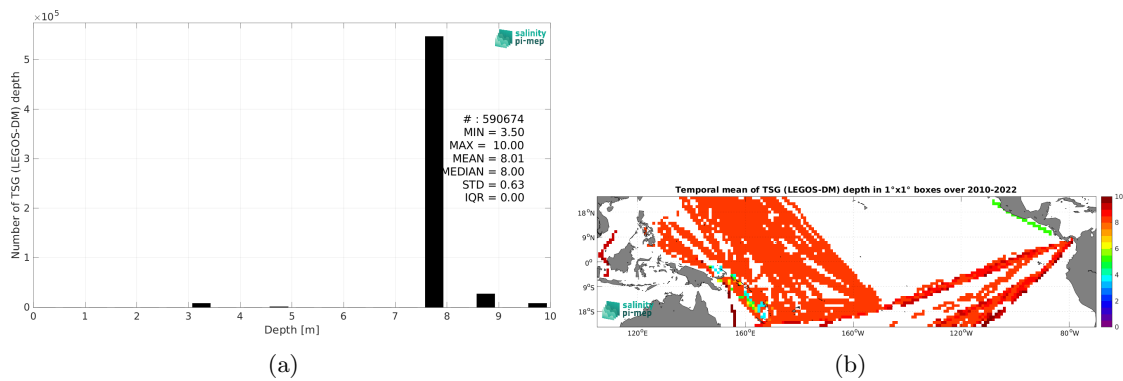 ×10⁵
5
4
3
2
1
0
Number of TSG (LEGOS-DM) depth
salinity
pi-mep
# : 590674
MIN = 3.50
MAX = 10.00
MEAN = 8.01
MEDIAN = 8.00
STD = 0.63
IQR = 0.00
0 1 2 3 4 5 6 7 8 9 10
Depth [m]
(a)
Temporal mean of TSG (LEGOS-DM) depth in 1°x1° boxes over 2010-2022
18°N
9°N
0°
9°S
18°S
salinity
pi-mep
120°E 160°E 160°W 120°W 80°W
10
8
6
4
2
0
(b)